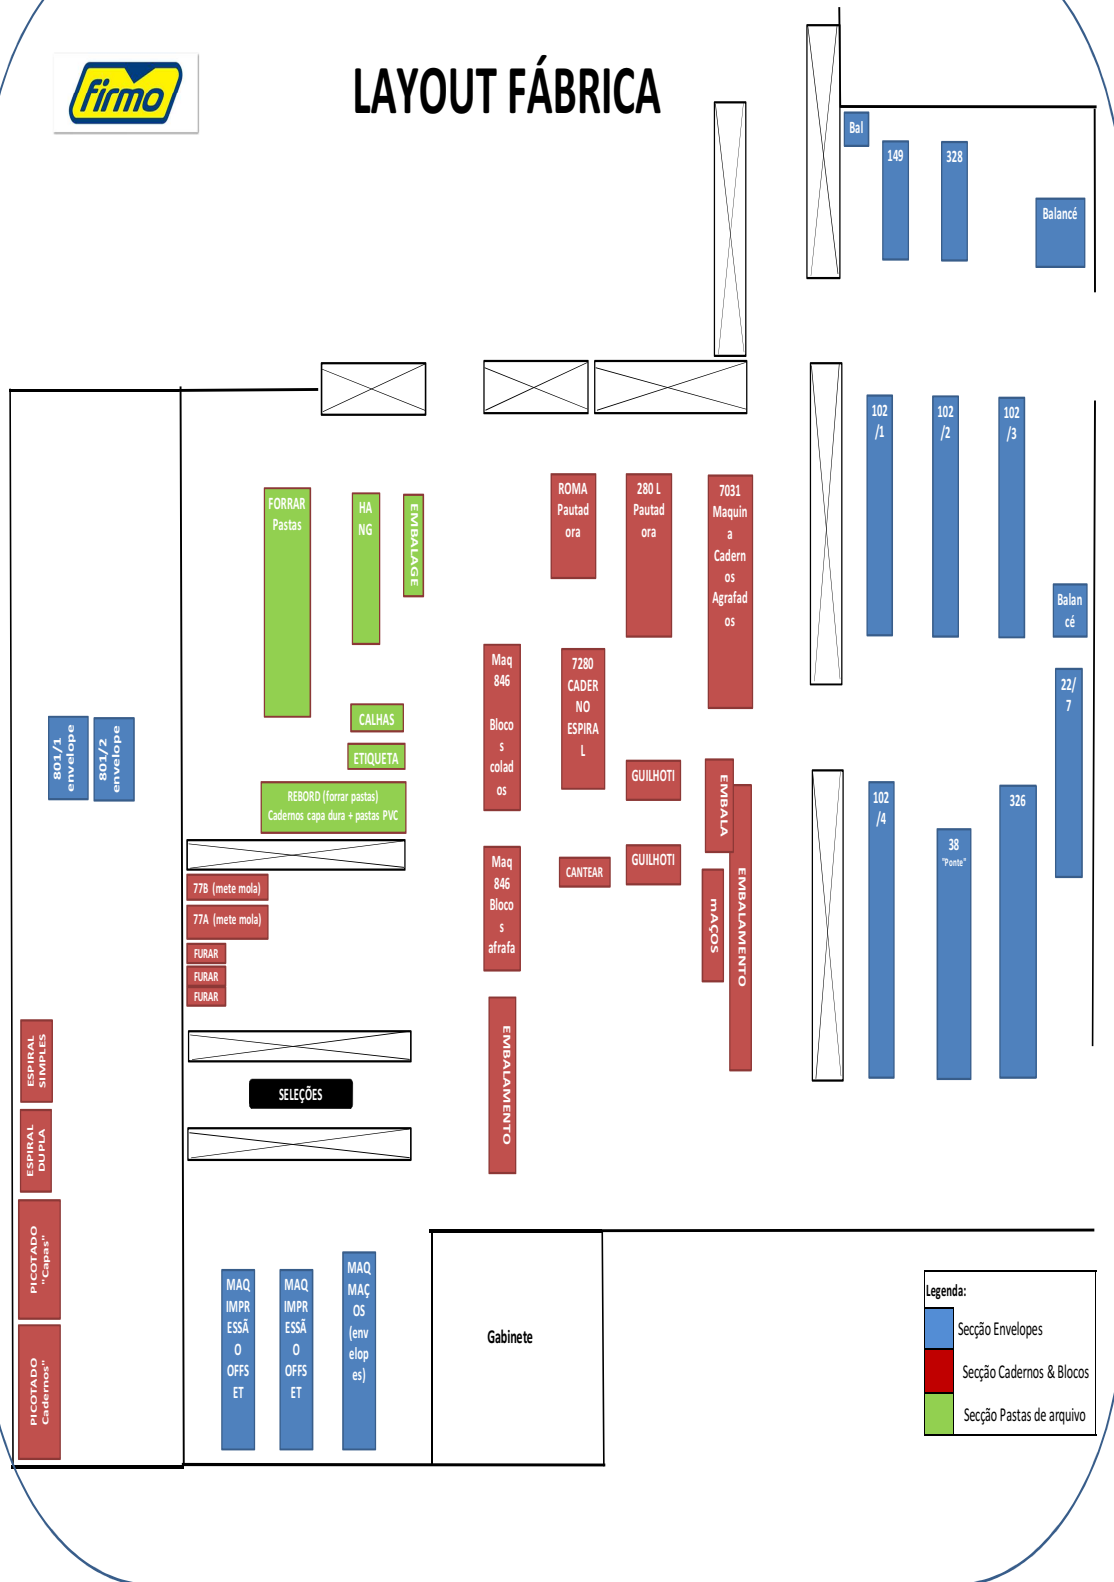 firmo
LAYOUT FÁBRICA
Bal
149
328
Balancé
102
/1
102
/2
102
/3
FORRAR
Pastas
HA
NG
EMBALAGE
ROMA
Pautad
ora
280 L
Pautad
ora
7031
Maquin
a
Cadern
os
Agrafad
os
Balan
cé
Maq
846
Bloco
s
colad
os
7280
CADER
NO
ESPIRA
L
22/
7
CALHAS
ETIQUETA
801/1
envelope
801/2
envelope
REBORD (forrar pastas)
Cadernos capa dura + pastas PVC
GUILHOTI
EMBALA
102
/4
326
38
"Ponte"
Maq
846
Bloco
s
afrafa
CANTEAR
GUILHOTI
mAÇOS
EMBALAMENTO
77B (mete mola)
77A (mete mola)
FURAR
FURAR
FURAR
EMBALAMENTO
ESPIRAL
SIMPLES
SELEÇÕES
ESPIRAL
DUPLA
PICOTADO
"Capas"
PICOTADO
Cadernos"
MAQ
IMPR
ESSÃ
O
OFFS
ET
MAQ
IMPR
ESSÃ
O
OFFS
ET
MAQ
MAÇ
OS
(env
elop
es)
Gabinete
Legenda:
Secção Envelopes
Secção Cadernos & Blocos
Secção Pastas de arquivo